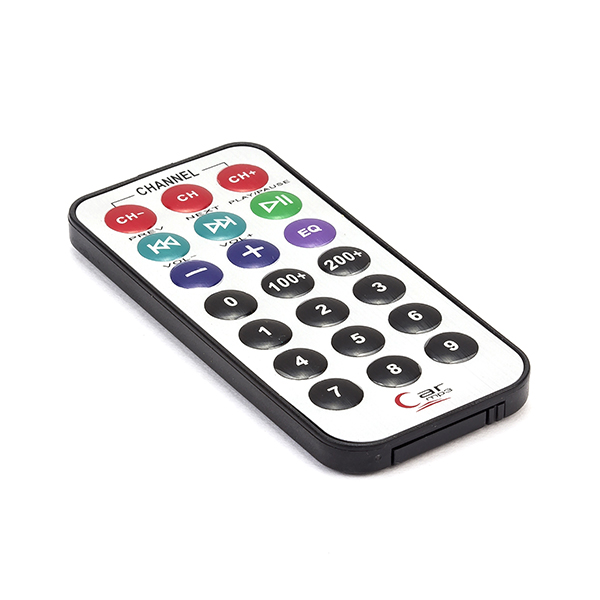 CHANNEL
CH- CH CH+
PREV NEXT PLAY/PAUSE
VOL- VOL+ EQ
0 100+ 200+
1 2 3
4 5 6
7 8 9
Car
mp3